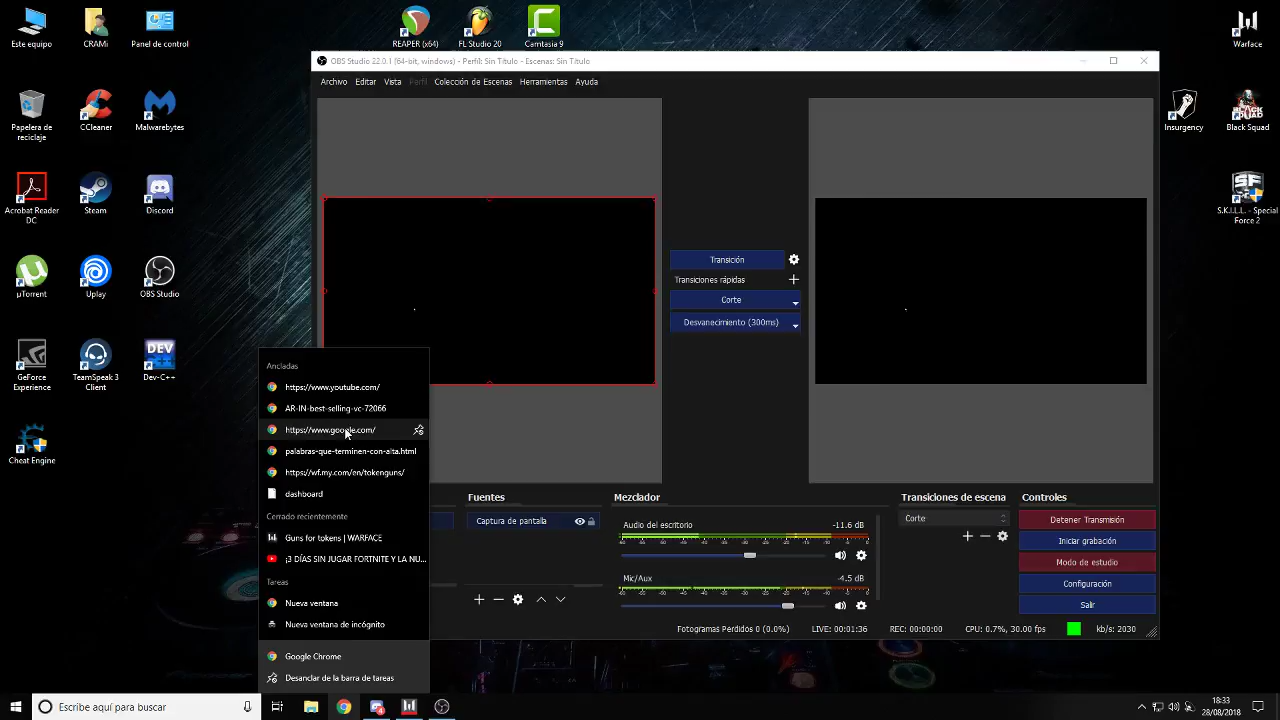 Este equipo
CRAMi
Panel de control
REAPER (x64)
FL Studio 20
Camtasia 9
Warface
Papelera de
reciclaje
CCleaner
Malwarebytes
Acrobat Reader
DC
Steam
Discord
µTorrent
Uplay
OBS Studio
GeForce
Experience
TeamSpeak 3
Client
Dev-C++
Cheat Engine
Insurgency
Black Squad
S.K.I.L.L. - Special
Force 2
OBS Studio 22.0.1 (64-bit, windows) - Perfil: Sin Título - Escenas: Sin Título
Archivo Editar Vista Perfil Colección de Escenas Herramientas Ayuda
Transición
Transiciones rápidas
Corte
Desvanecimiento (300ms)
Ancladas
https://www.youtube.com/
AR-IN-best-selling-vc-72066
https://www.google.com/
palabras-que-terminen-con-alta.html
https://wf.my.com/en/tokenguns/
dashboard
Cerrado recientemente
Guns for tokens | WARFACE
¡3 DÍAS SIN JUGAR FORTNITE Y LA NU...
Tareas
Nueva ventana
Nueva ventana de incógnito
Google Chrome
Desanclar de la barra de tareas
Fuentes
Captura de pantalla
Mezclador
Audio del escritorio -11.6 dB
Mic/Aux -4.5 dB
Transiciones de escena
Corte
Controles
Detener Transmisión
Iniciar grabación
Modo de estudio
Configuración
Salir
Fotogramas Perdidos 0 (0.0%) LIVE: 00:01:36 REC: 00:00:00 CPU: 0.7%, 30.00 fps kb/s: 2030
Escribe aquí para buscar
18:33
28/08/2018